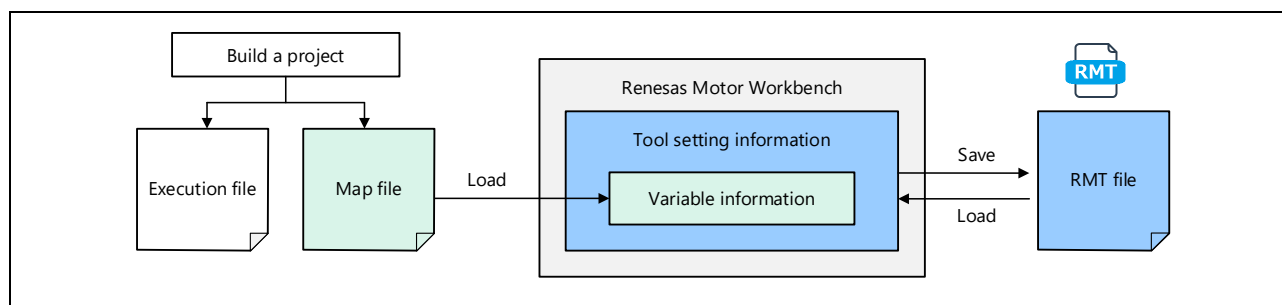 Build a project
Execution file
Map file
Load
Renesas Motor Workbench
Tool setting information
Variable information
Save
Load
RMT
RMT file